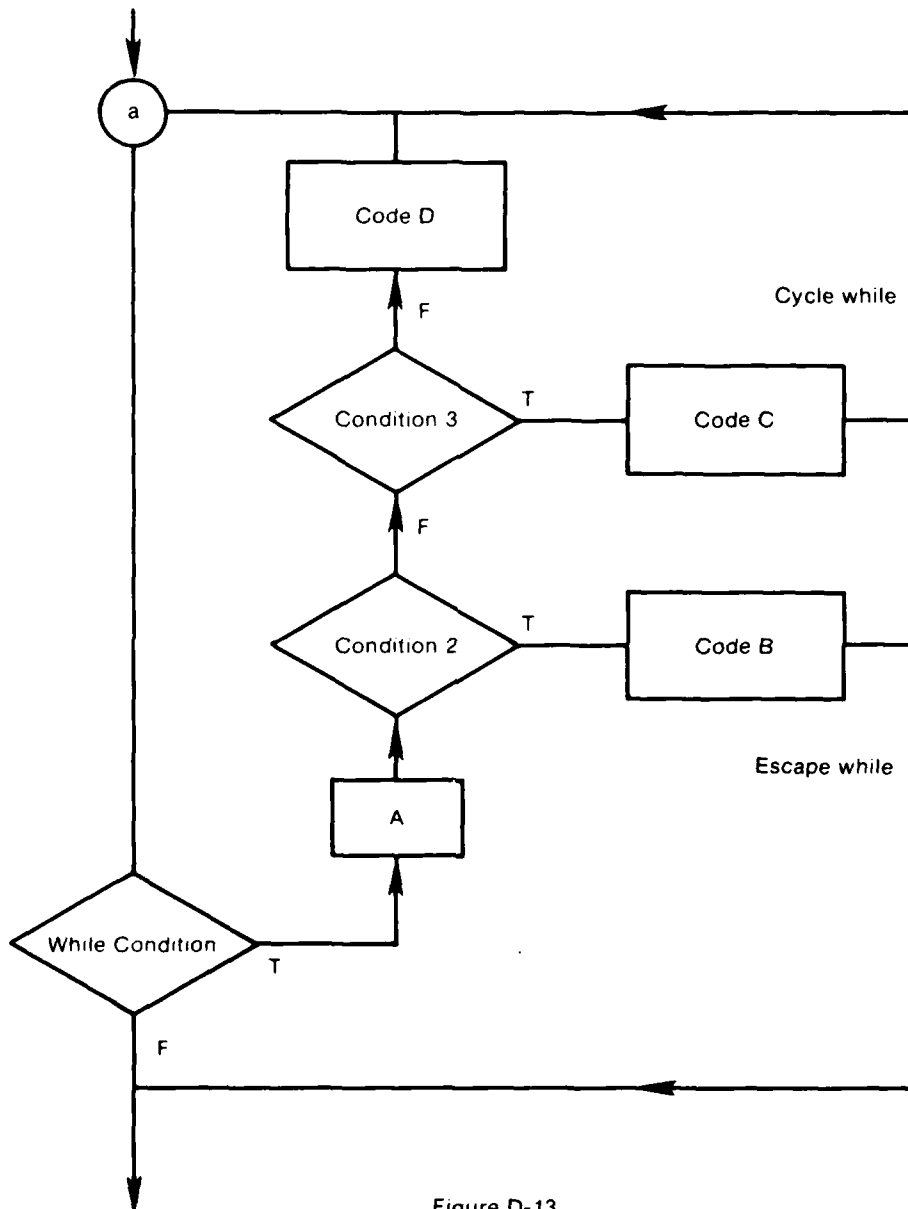 a
Code D
F
Cycle while
Condition 3
T
Code C
F
Condition 2
T
Code B
Escape while
A
While Condition
T
F
Figure D-13